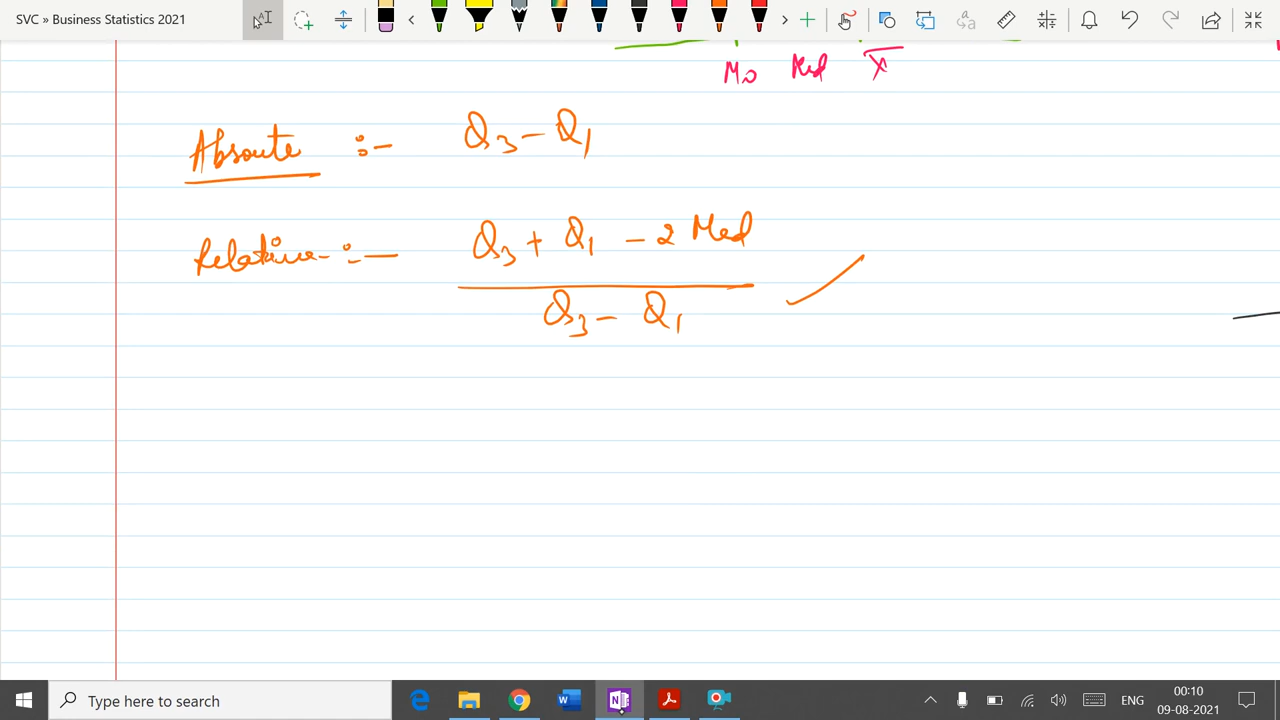 SVC » Business Statistics 2021
Mo Med X̅
Absoute :- Q3 - Q1
Relative :- Q3 + Q1 - 2 Med
Q3 - Q1
Type here to search
ENG
00:10
09-08-2021